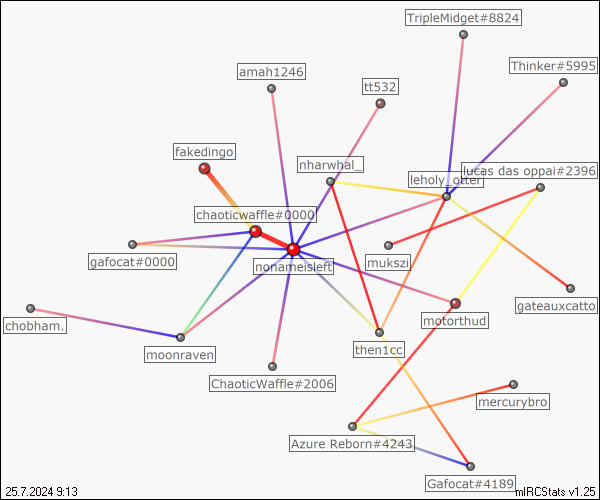 TripleMidget#8824
Thinker#5995
amah1246
tt532
fakedingo
nharwhal_
lucas das oppai#2396
leholy_otter
chaoticwaffle#0000
gafocat#0000
mukszi
nonameisleft
gateauxcatto
motorthud
chobham.
then1cc
moonraven
ChaoticWaffle#2006
mercurybro
Azure Reborn#4243
Gafocat#4189
25.7.2024 9:13
mIRCStats v1.25